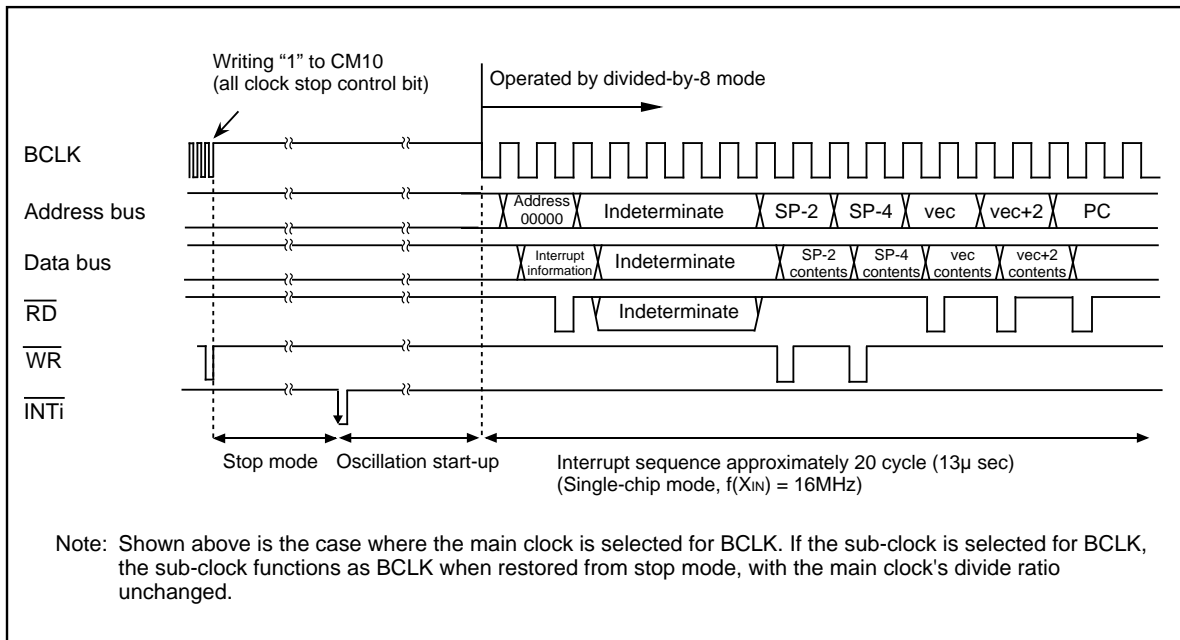 Writing “1” to CM10
(all clock stop control bit)
Operated by divided-by-8 mode
BCLK
Address bus
Address
00000
Indeterminate
SP-2
SP-4
vec
vec+2
PC
Data bus
Interrupt
information
Indeterminate
SP-2
contents
SP-4
contents
vec
contents
vec+2
contents
RD
Indeterminate
WR
INTi
Stop mode
Oscillation start-up
Interrupt sequence approximately 20 cycle (13μ sec)
(Single-chip mode, f(XIN) = 16MHz)
Note: Shown above is the case where the main clock is selected for BCLK. If the sub-clock is selected for BCLK,
the sub-clock functions as BCLK when restored from stop mode, with the main clock's divide ratio
unchanged.